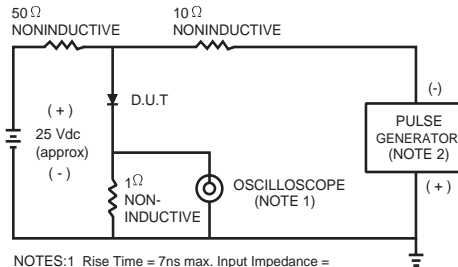 50Ω
NONINDUCTIVE
10Ω
NONINDUCTIVE
D.U.T
(+)
25 Vdc
(approx)
(-)
1Ω
NON-
INDUCTIVE
OSCILLOSCOPE
(NOTE 1)
(-)
PULSE
GENERATOR
(NOTE 2)
(+)
NOTES:1 Rise Time = 7ns max. Input Impedance =